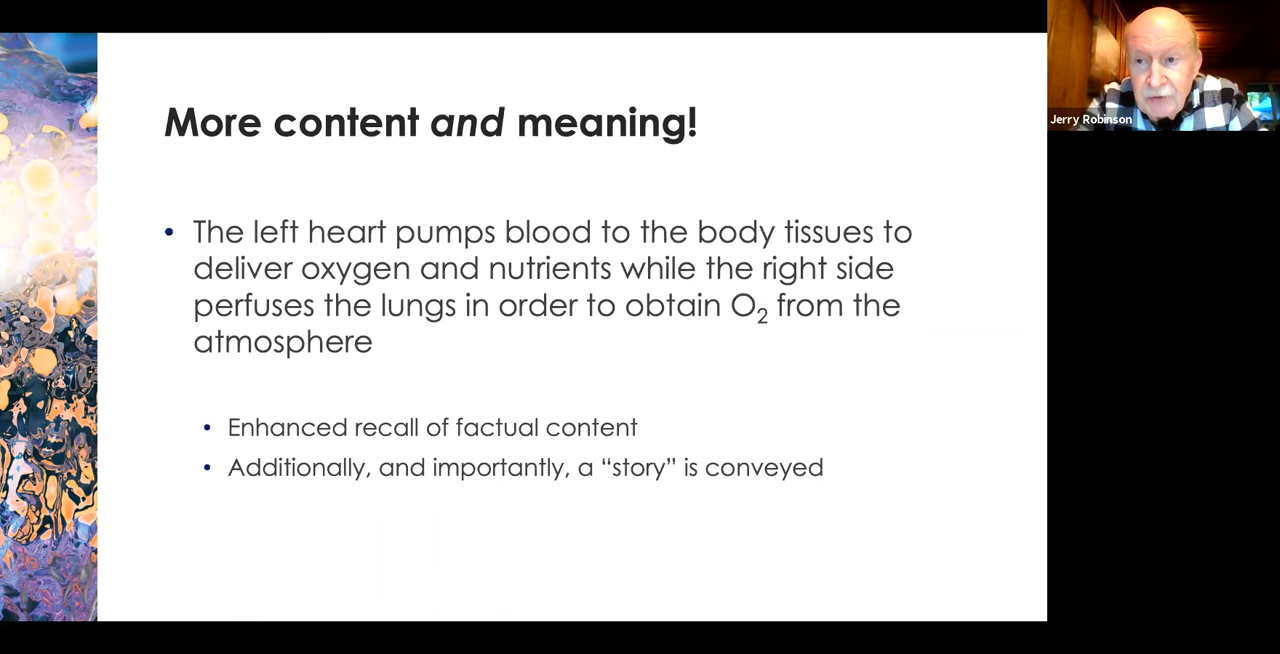 More content and meaning!
• The left heart pumps blood to the body tissues to
deliver oxygen and nutrients while the right side
perfuses the lungs in order to obtain O₂ from the
atmosphere
• Enhanced recall of factual content
• Additionally, and importantly, a “story” is conveyed
Jerry Robinson